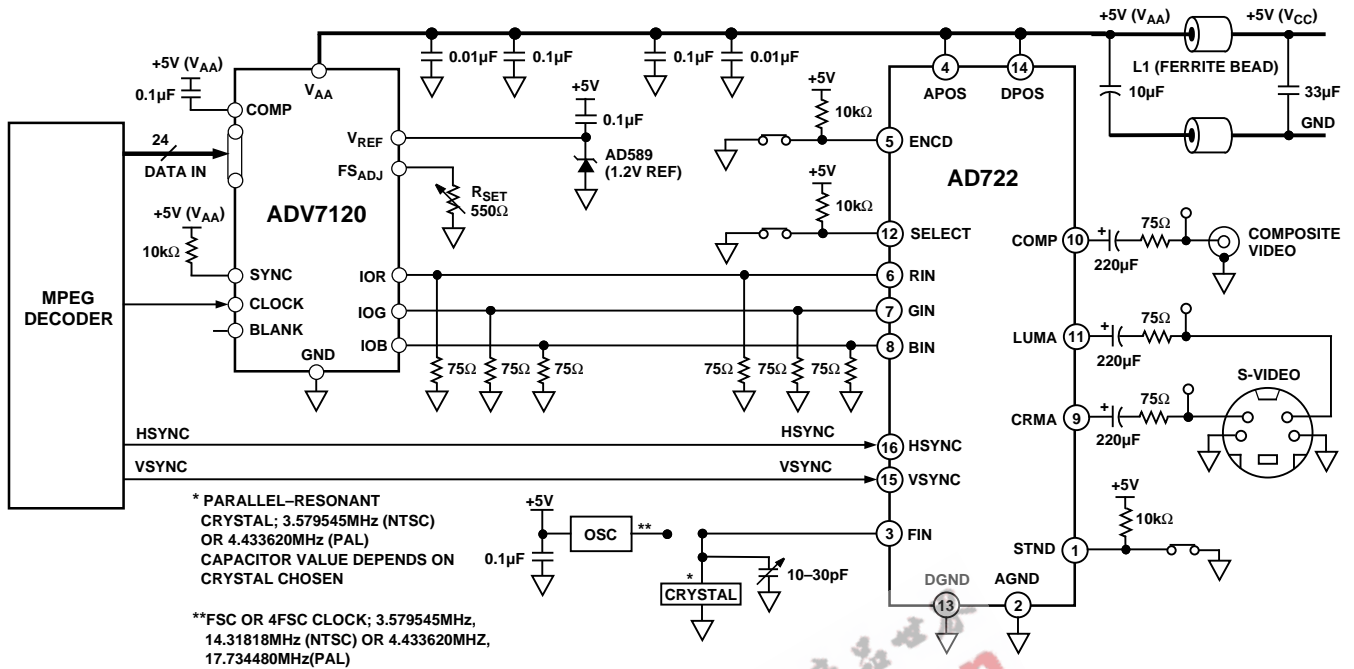 +5V (VAA)
0.1µF
COMP
VAA
0.01µF
0.1µF
0.1µF
0.01µF
+5V (VAA)
+5V (VCC)
L1 (FERRITE BEAD)
10µF
33µF
GND
MPEG
DECODER
24
DATA IN
ADV7120
VREF
FSADJ
RSET
550Ω
+5V
0.1µF
AD589
(1.2V REF)
+5V (VAA)
10kΩ
SYNC
CLOCK
BLANK
GND
IOR
IOG
IOB
75Ω
75Ω
75Ω
75Ω
75Ω
75Ω
+5V
10kΩ
+5V
10kΩ
4
APOS
14
DPOS
5
ENCD
AD722
12
SELECT
6
RIN
7
GIN
8
BIN
COMP
10
+
220µF
75Ω
COMPOSITE
VIDEO
LUMA
11
+
220µF
75Ω
CRMA
9
+
220µF
75Ω
S-VIDEO
HSYNC
HSYNC
16
HSYNC
VSYNC
VSYNC
15
VSYNC
3
FIN
+5V
10kΩ
STND
1
DGND
13
AGND
2
+5V
0.1µF
OSC
**
*
CRYSTAL
10–30pF
* PARALLEL–RESONANT
CRYSTAL; 3.579545MHz (NTSC)
OR 4.433620MHz (PAL)
CAPACITOR VALUE DEPENDS ON
CRYSTAL CHOSEN
**FSC OR 4FSC CLOCK; 3.579545MHz,
14.31818MHz (NTSC) OR 4.433620MHZ,
17.734480MHz(PAL)